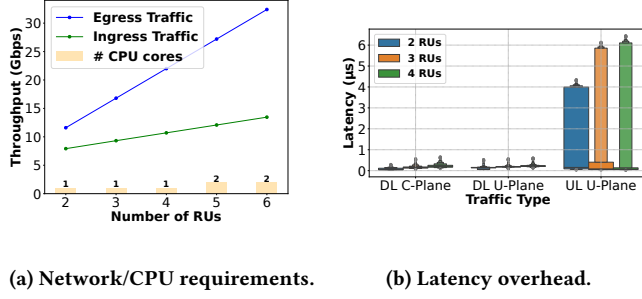 Throughput (Gbps)
30
25
20
15
10
5
0
Egress Traffic
Ingress Traffic
# CPU cores
1
1
1
2
2
2
3
4
5
6
Number of RUs
(a) Network/CPU requirements.
Latency (µs)
6
5
4
3
2
1
0
2 RUs
3 RUs
4 RUs
DL C-Plane
DL U-Plane
UL U-Plane
Traffic Type
(b) Latency overhead.